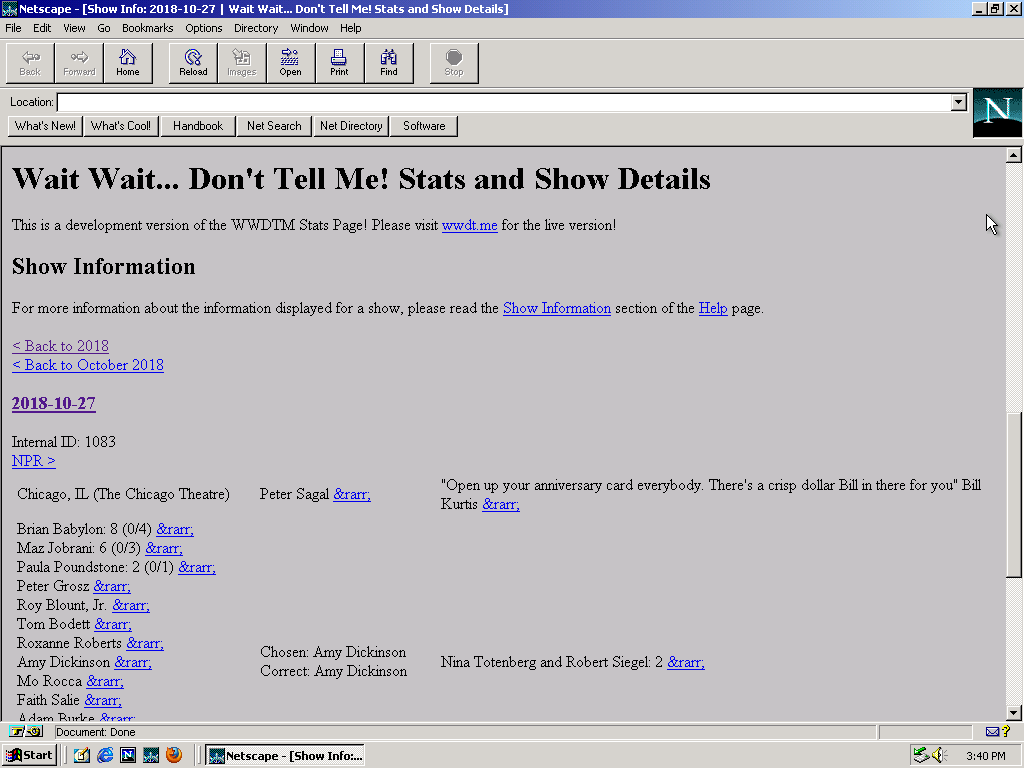 Netscape - [Show Info: 2018-10-27 | Wait Wait... Don't Tell Me! Stats and Show Details]
File Edit View Go Bookmarks Options Directory Window Help
Back Forward Home Reload Images Open Print Find Stop
Location:
N
What's New! What's Cool! Handbook Net Search Net Directory Software
Wait Wait... Don't Tell Me! Stats and Show Details
This is a development version of the WWDTM Stats Page! Please visit wwdt.me for the live version!
Show Information
For more information about the information displayed for a show, please read the Show Information section of the Help page.
< Back to 2018
< Back to October 2018
2018-10-27
Internal ID: 1083
NPR >
Chicago, IL (The Chicago Theatre) Peter Sagal &rarr; "Open up your anniversary card everybody. There's a crisp dollar Bill in there for you" Bill
Kurtis &rarr;
Brian Babylon: 8 (0/4) &rarr;
Maz Jobrani: 6 (0/3) &rarr;
Paula Poundstone: 2 (0/1) &rarr;
Peter Grosz &rarr;
Roy Blount, Jr. &rarr;
Tom Bodett &rarr;
Roxanne Roberts &rarr;
Amy Dickinson &rarr;
Mo Rocca &rarr;
Faith Salie &rarr;
Adam Burke &rarr;
Chosen: Amy Dickinson
Correct: Amy Dickinson
Nina Totenberg and Robert Siegel: 2 &rarr;
Document: Done
Start Netscape - [Show Info:... 3:40 PM